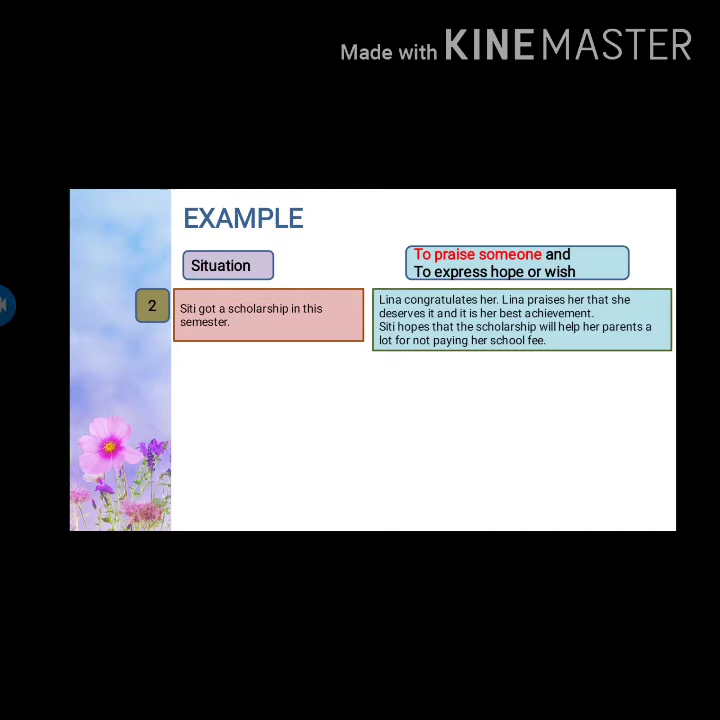 Made with KINEMASTER
EXAMPLE
Situation
To praise someone and
To express hope or wish
2
Siti got a scholarship in this
semester.
Lina congratulates her. Lina praises her that she
deserves it and it is her best achievement.
Siti hopes that the scholarship will help her parents a
lot for not paying her school fee.